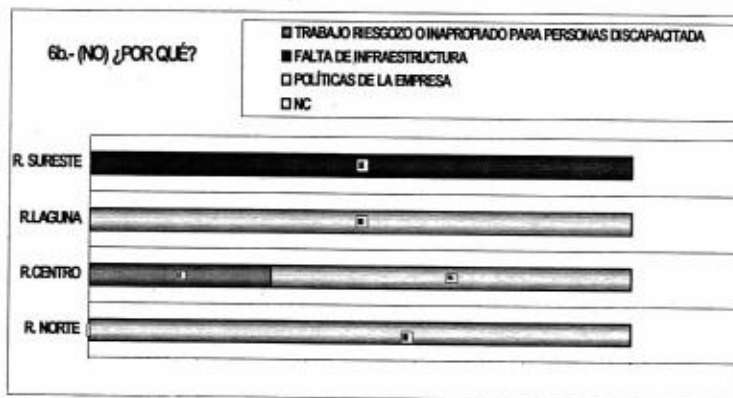 6b.- (NO) ¿POR QUÉ?
TRABAJO RIESGOZO O INAPROPIADO PARA PERSONAS DISCAPACITADA
FALTA DE INFRAESTRUCTURA
POLÍTICAS DE LA EMPRESA
NC
R. SURESTE
R.LAGUNA
R.CENTRO
R. NORTE